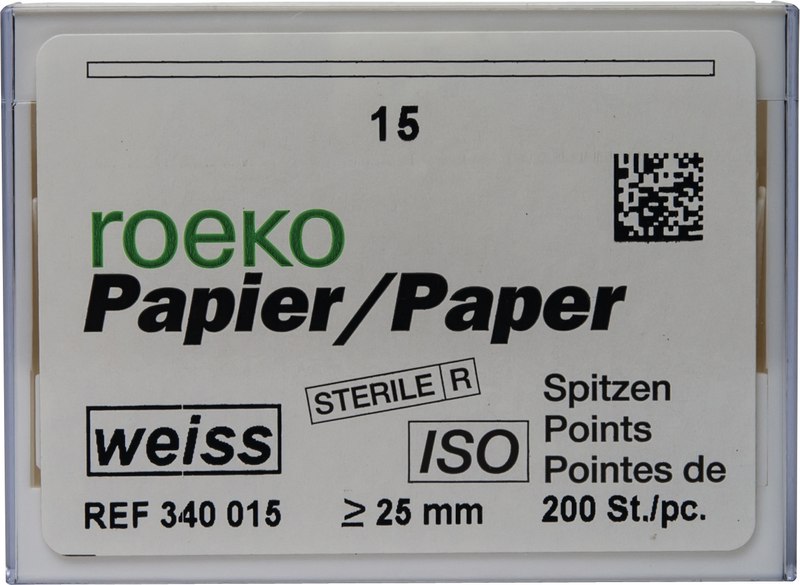 15
roeko
Papier/Paper
STERILE R
weiss
ISO
Spitzen
Points
Pointes de
REF 340 015
≥ 25 mm
200 St./pc.